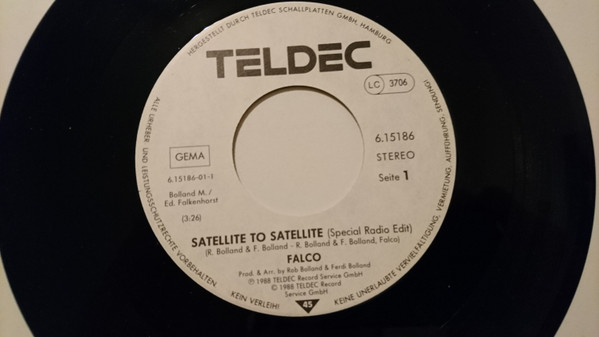 HERGESTELLT DURCH TELDEC SCHALLPLATTEN GMBH, HAMBURG
TELDEC
LC 3706
GEMA
6.15186
STEREO
6.15186-01-1
Seite 1
Bolland M./
Ed. Falkenhorst
(3:26)
SATELLITE TO SATELLITE (Special Radio Edit)
(R. Bolland & F. Bolland - R. Bolland & F. Bolland, Falco)
FALCO
Prod. & Arr. by Rob Bolland & Ferdi Bolland
Ⓟ 1988 TELDEC Record Service GmbH
© 1988 TELDEC Record
Service GmbH
45
ALLE URHEBER- UND LEISTUNGSSCHUTZRECHTE VORBEHALTEN
KEIN VERLEIH!
KEINE UNERLAUBTE VERVIELFÄLTIGUNG, VERMIETUNG, AUFFÜHRUNG, SENDUNG!